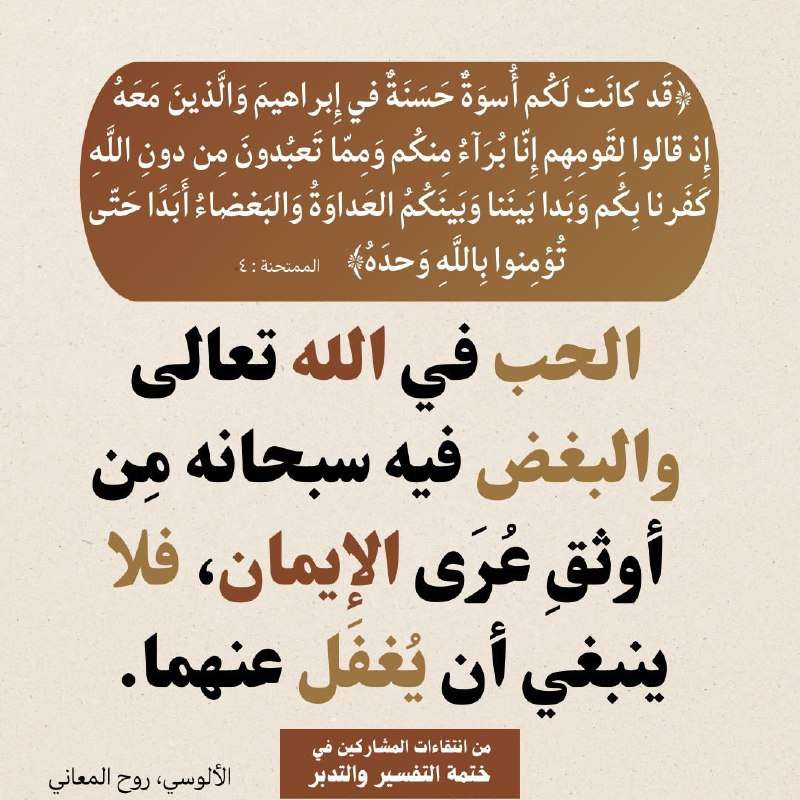 ﴿قَد كانَت لَكُم أُسوَةٌ حَسَنَةٌ في إِبراهيمَ وَالَّذينَ مَعَهُ
إِذ قالوا لِقَومِهِم إِنّا بُرَآءُ مِنكُم وَمِمّا تَعبُدونَ مِن دونِ اللَّهِ
كَفَرنا بِكُم وَبَدا بَينَنا وَبَينَكُمُ العَداوَةُ وَالبَغضاءُ أَبَدًا حَتّى
تُؤمِنوا بِاللَّهِ وَحدَهُ﴾ الممتحنة : ٤
الحب في الله تعالى
والبغض فيه سبحانه مِن
أوثقِ عُرَى الإيمان، فلا
ينبغي أن يُغفَل عنهما.
من انتقاءات المشاركين في
ختمة التفسير والتدبر
الألوسي، روح المعاني